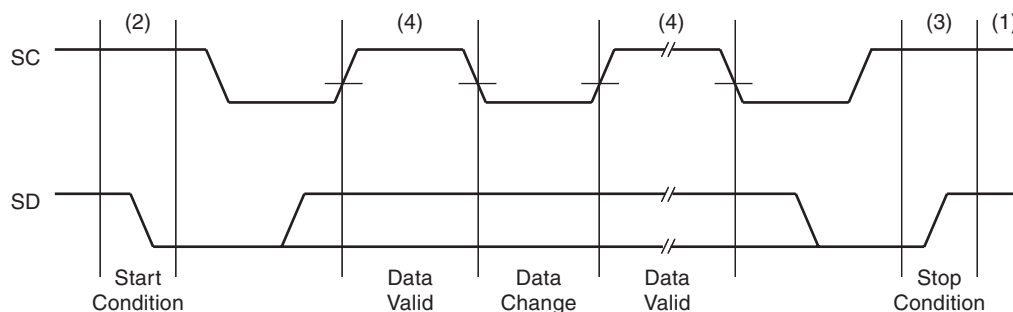 (2) (4) (4) (3) (1)
SC
SD
Start Data Data Data Stop
Condition Valid Change Valid Condition